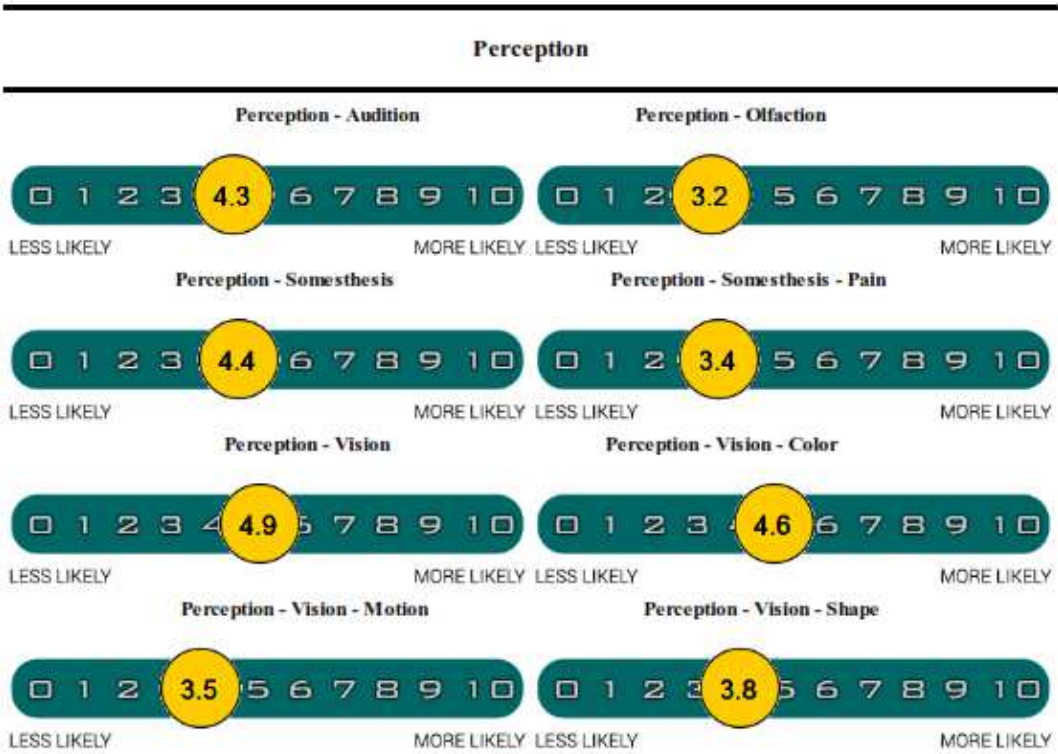 Perception
Perception - Audition Perception - Olfaction
0 1 2 3 4.3 6 7 8 9 10 0 1 2 3.2 5 6 7 8 9 10
LESS LIKELY MORE LIKELY LESS LIKELY MORE LIKELY
Perception - Somesthesis Perception - Somesthesis - Pain
0 1 2 3 4.4 6 7 8 9 10 0 1 2 3.4 5 6 7 8 9 10
LESS LIKELY MORE LIKELY LESS LIKELY MORE LIKELY
Perception - Vision Perception - Vision - Color
0 1 2 3 4 4.9 7 8 9 10 0 1 2 3 4.6 6 7 8 9 10
LESS LIKELY MORE LIKELY LESS LIKELY MORE LIKELY
Perception - Vision - Motion Perception - Vision - Shape
0 1 2 3.5 5 6 7 8 9 10 0 1 2 3 3.8 6 7 8 9 10
LESS LIKELY MORE LIKELY LESS LIKELY MORE LIKELY